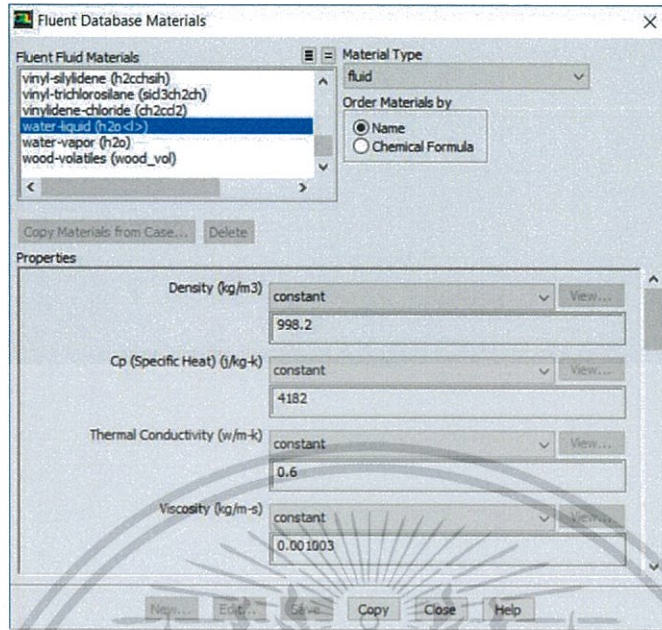 Fluent Database Materials
Fluent Fluid Materials
vinyl-silylidene (h2cchsih)
vinyl-trichlorosilane (sicl3ch2ch)
vinylidene-chloride (ch2ccl2)
water-liquid (h2o<l>)
water-vapor (h2o)
wood-volatiles (wood_vol)
Material Type
fluid
Order Materials by
Name
Chemical Formula
Copy Materials from Case... Delete
Properties
Density (kg/m3) constant View...
998.2
Cp (Specific Heat) (j/kg-k) constant View...
4182
Thermal Conductivity (w/m-k) constant View...
0.6
Viscosity (kg/m-s) constant View...
0.001003
New... Edit... Save Copy Close Help